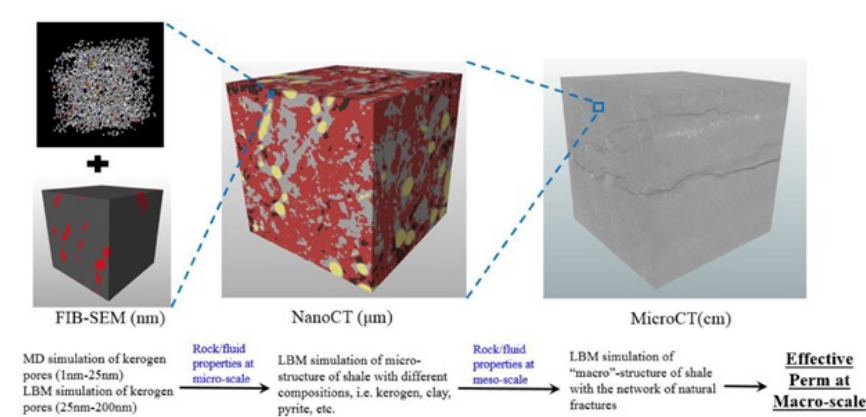 FIB-SEM (nm)
NanoCT (μm)
MicroCT(cm)
MD simulation of kerogen
pores (1nm-25nm)
LBM simulation of kerogen
pores (25nm-200nm)
Rock/fluid
properties at
micro-scale
LBM simulation of micro-
structure of shale with different
compositions, i.e. kerogen, clay,
pyrite, etc.
Rock/fluid
properties at
meso-scale
LBM simulation of
“macro”-structure of shale
with the network of natural
fractures
Effective
Perm at
Macro-scale